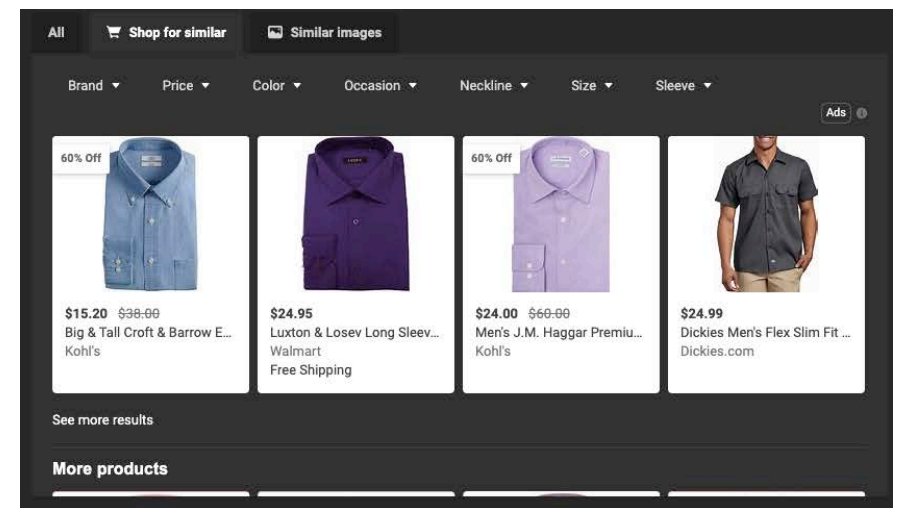 All
Shop for similar
Similar images
Brand
Price
Color
Occasion
Neckline
Size
Sleeve
Ads
60% Off
$15.20 $38.00
Big & Tall Croft & Barrow E...
Kohl's
$24.95
Luxton & Losev Long Sleev...
Walmart
Free Shipping
60% Off
$24.00 $60.00
Men's J.M. Haggar Premiu...
Kohl's
$24.99
Dickies Men's Flex Slim Fit ...
Dickies.com
See more results
More products